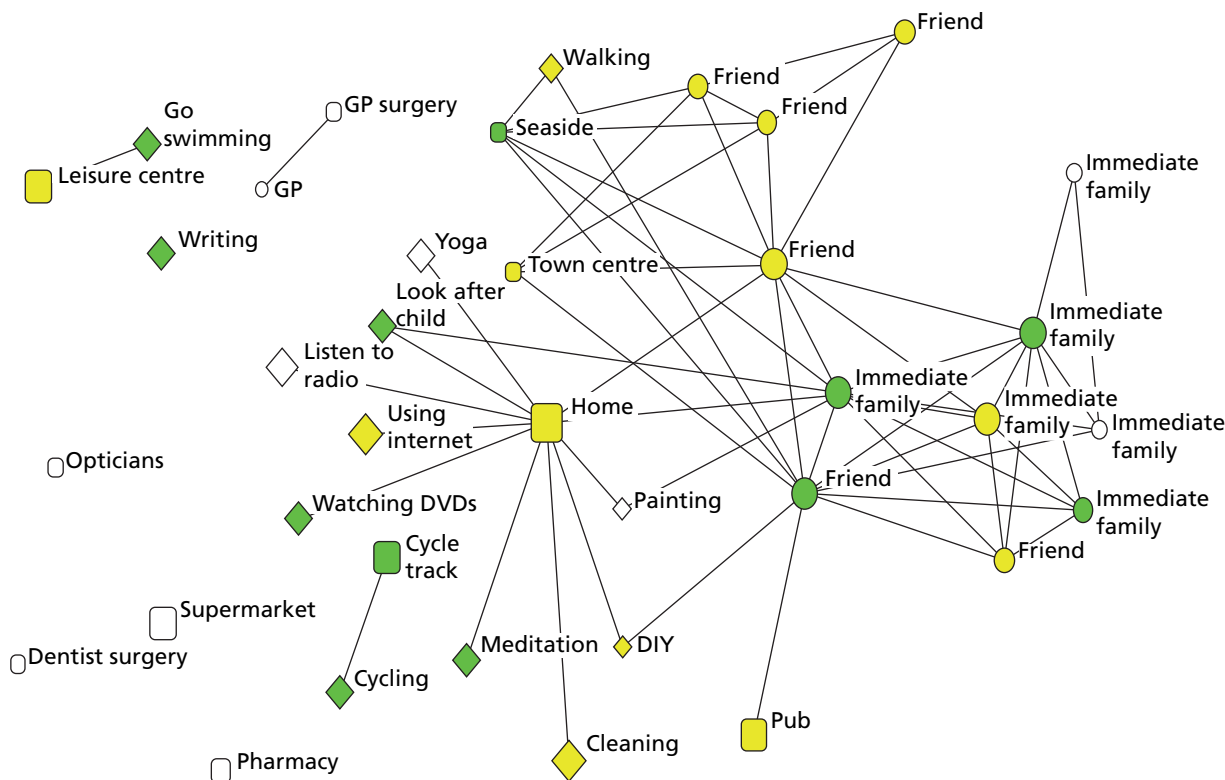 Friend
Walking
Friend
GP surgery
Friend
Go
swimming
Seaside
Immediate
family
Leisure centre
GP
Writing
Yoga
Friend
Town centre
Look after
child
Immediate
family
Listen to
radio
Immediate
family
Home
Immediate
family
Using
internet
Immediate
family
Opticians
Friend
Painting
Watching DVDs
Immediate
family
Cycle
track
Friend
Supermarket
Meditation
DIY
Dentist surgery
Cycling
Pub
Cleaning
Pharmacy